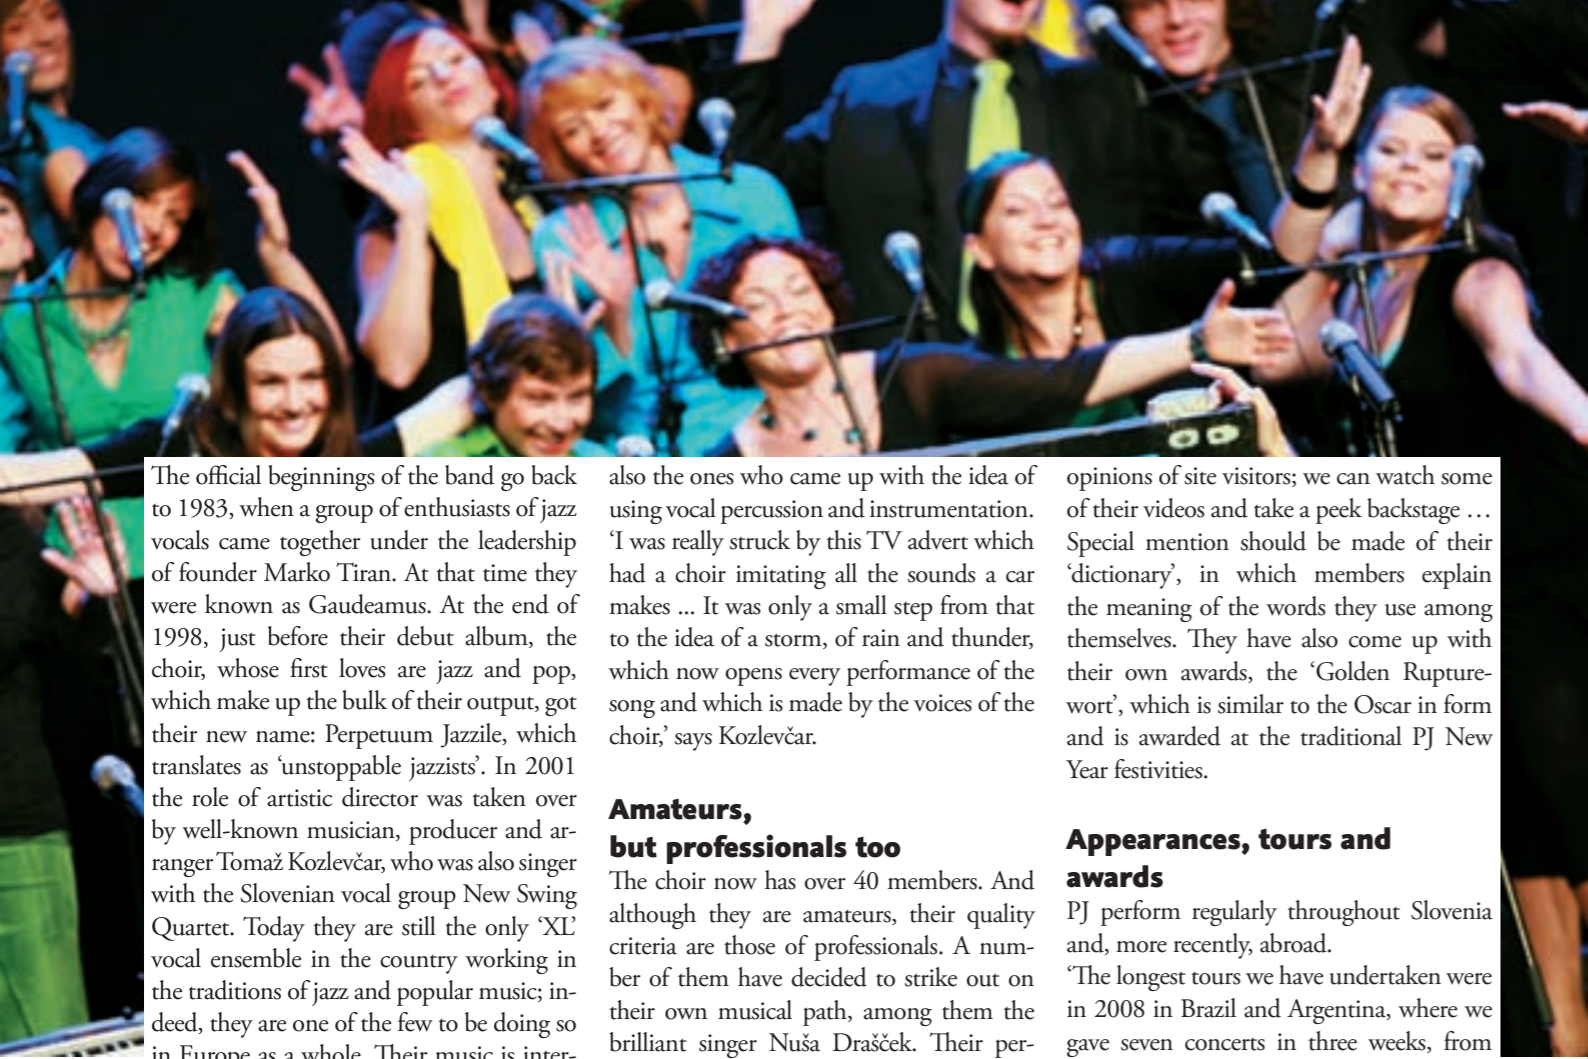 The official beginnings of the band go back
to 1983, when a group of enthusiasts of jazz
vocals came together under the leadership
of founder Marko Tiran. At that time they
were known as Gaudeamus. At the end of
1998, just before their debut album, the
choir, whose first loves are jazz and pop,
which make up the bulk of their output, got
their new name: Perpetuum Jazzile, which
translates as ‘unstoppable jazzists’. In 2001
the role of artistic director was taken over
by well-known musician, producer and ar-
ranger Tomaž Kozlevčar, who was also singer
with the Slovenian vocal group New Swing
Quartet. Today they are still the only ‘XL’
vocal ensemble in the country working in
the traditions of jazz and popular music; in-
deed, they are one of the few to be doing so
in Europe as a whole. Their music is inter-
also the ones who came up with the idea of
using vocal percussion and instrumentation.
‘I was really struck by this TV advert which
had a choir imitating all the sounds a car
makes ... It was only a small step from that
to the idea of a storm, of rain and thunder,
which now opens every performance of the
song and which is made by the voices of the
choir,’ says Kozlevčar.
Amateurs,
but professionals too
The choir now has over 40 members. And
although they are amateurs, their quality
criteria are those of professionals. A num-
ber of them have decided to strike out on
their own musical path, among them the
brilliant singer Nuša Drašček. Their per-
opinions of site visitors; we can watch some
of their videos and take a peek backstage …
Special mention should be made of their
‘dictionary’, in which members explain
the meaning of the words they use among
themselves. They have also come up with
their own awards, the ‘Golden Rupture-
wort’, which is similar to the Oscar in form
and is awarded at the traditional PJ New
Year festivities.
Appearances, tours and
awards
PJ perform regularly throughout Slovenia
and, more recently, abroad.
‘The longest tours we have undertaken were
in 2008 in Brazil and Argentina, where we
gave seven concerts in three weeks, from